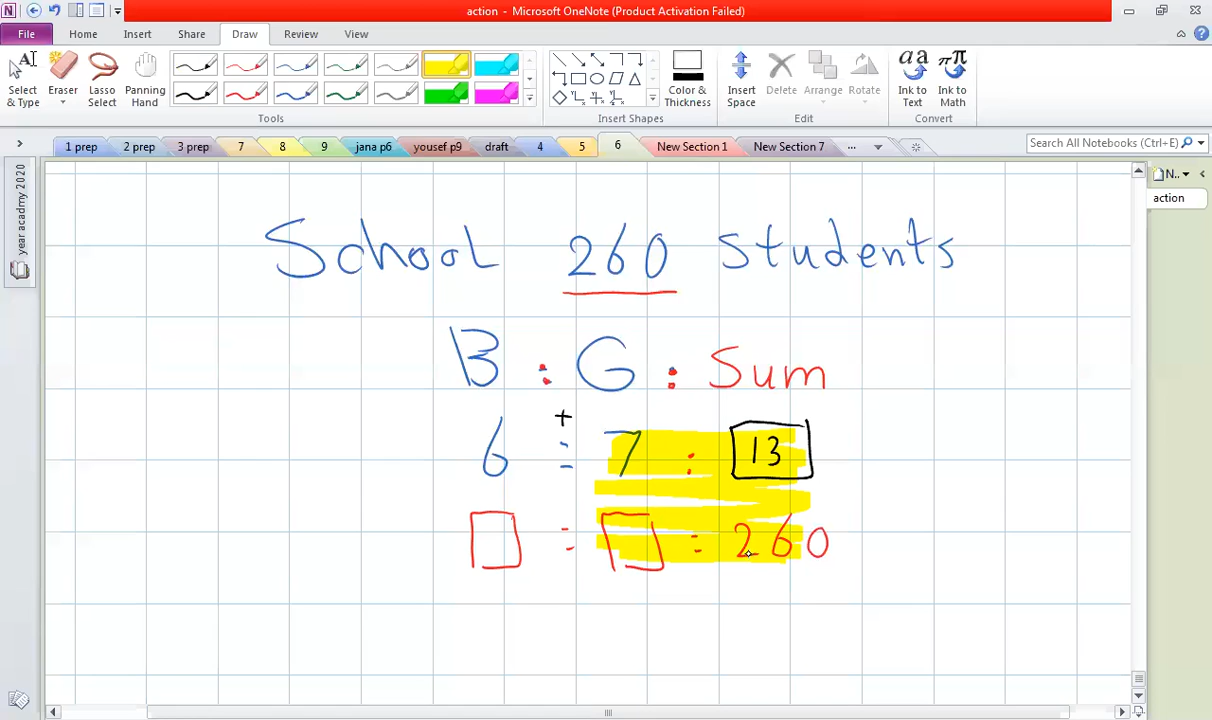 action - Microsoft OneNote (Product Activation Failed)
File Home Insert Share Draw Review View
Select & Type Eraser Lasso Select Panning Hand Color & Thickness Insert Space Delete Arrange Rotate Ink to Text Ink to Math
Tools Insert Shapes Edit Convert
1 prep 2 prep 3 prep 7 8 9 jana p6 yousef p9 draft 4 5 6 New Section 1 New Section 7 ... Search All Notebooks (Ctrl+E)
N..
action
year academy 2020
School 260 students
B : G : Sum
+
6 : 7 : 13
□ : □ : 260